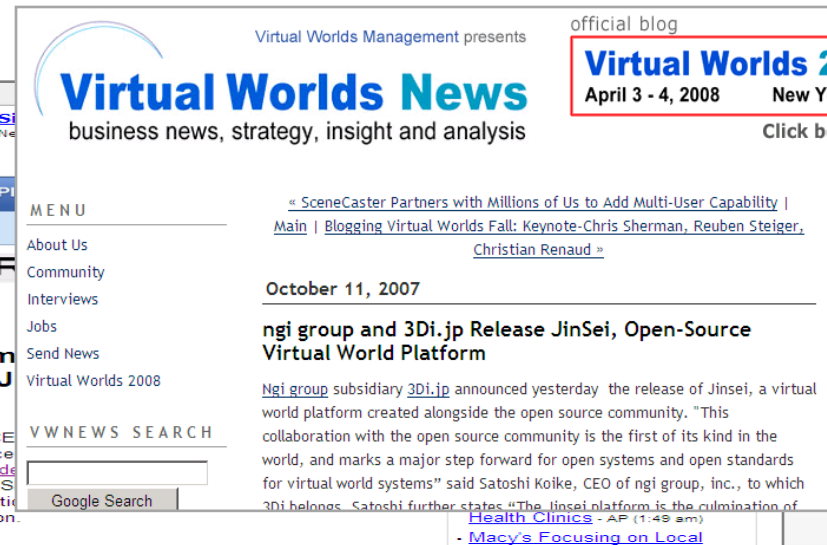 Virtual Worlds Management presents
Virtual Worlds News
business news, strategy, insight and analysis
official blog
Virtual Worlds
April 3 - 4, 2008 New
Click
MENU
About Us
Community
Interviews
Jobs
Send News
Virtual Worlds 2008
VWNEWS SEARCH
Google Search
« SceneCaster Partners with Millions of Us to Add Multi-User Capability |
Main | Blogging Virtual Worlds Fall: Keynote-Chris Sherman, Reuben Steiger,
Christian Renaud »
October 11, 2007
ngi group and 3Di.jp Release JinSei, Open-Source
Virtual World Platform
Ngi group subsidiary 3Di.jp announced yesterday the release of Jinsei, a virtual
world platform created alongside the open source community. "This
collaboration with the open source community is the first of its kind in the
world, and marks a major step forward for open systems and open standards
for virtual world systems” said Satoshi Koike, CEO of ngi group, inc., to which
3Di belongs. Satoshi further states “The Jinsei platform is the culmination of
Health Clinics - AP (1:49 am)
- Macy's Focusing on Local